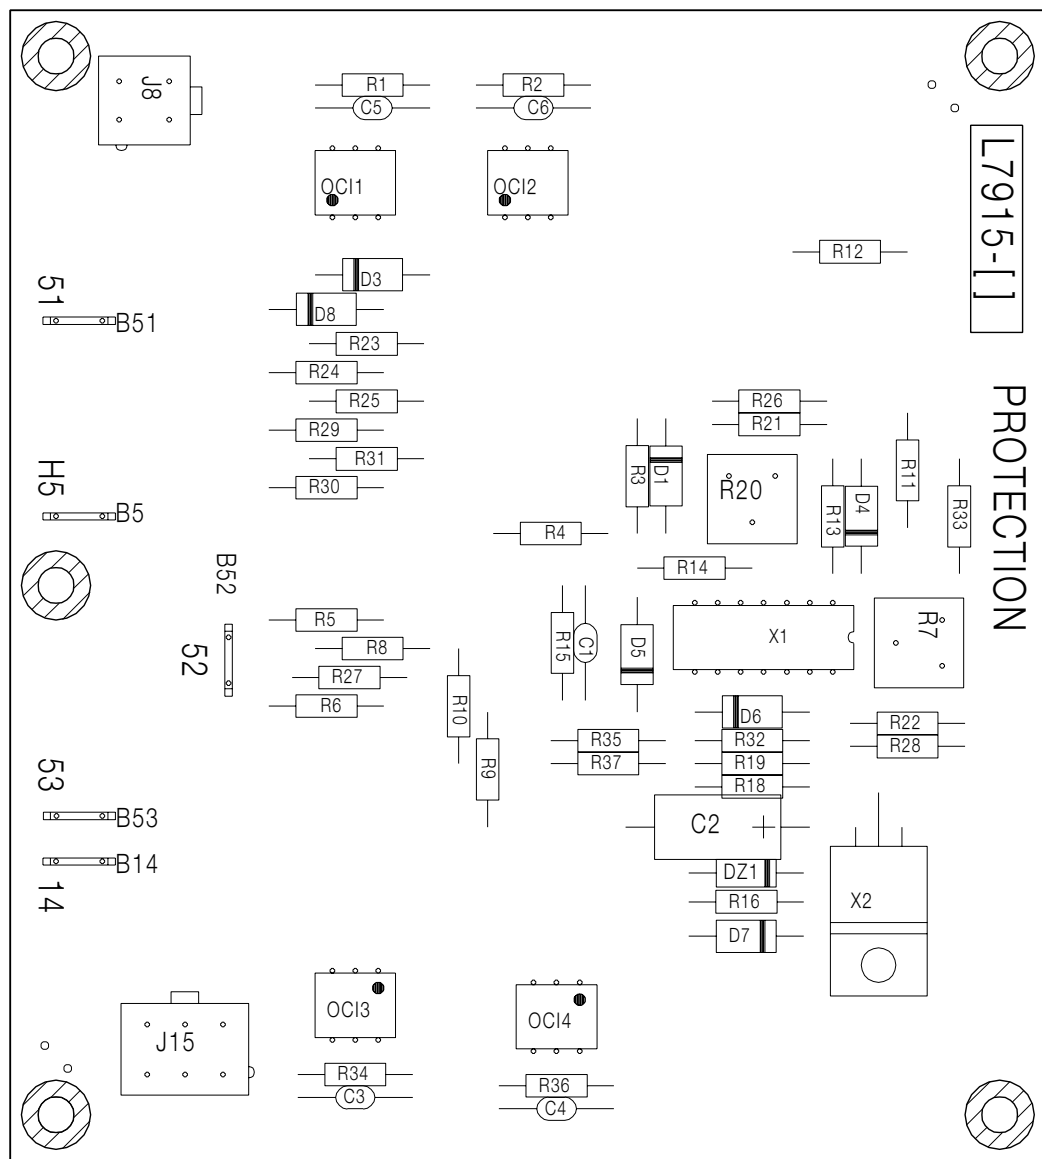 J8
R1
R2
C5
C6
OCI1
OCI2
L7915-[ ]
R12
D3
51
D8
B51
R23
R24
R25
R26
PROTECTION
R21
R29
R31
R3
D1
R11
H5
R30
R20
R13
D4
R33
B5
R4
R14
B52
R5
R15
C1
D5
X1
R7
52
R8
R27
R6
R10
D6
R22
R35
R32
R28
53
R9
R37
R19
R18
B53
C2
B14
DZ1
14
R16
X2
D7
OCI3
OCI4
J15
R34
R36
C3
C4